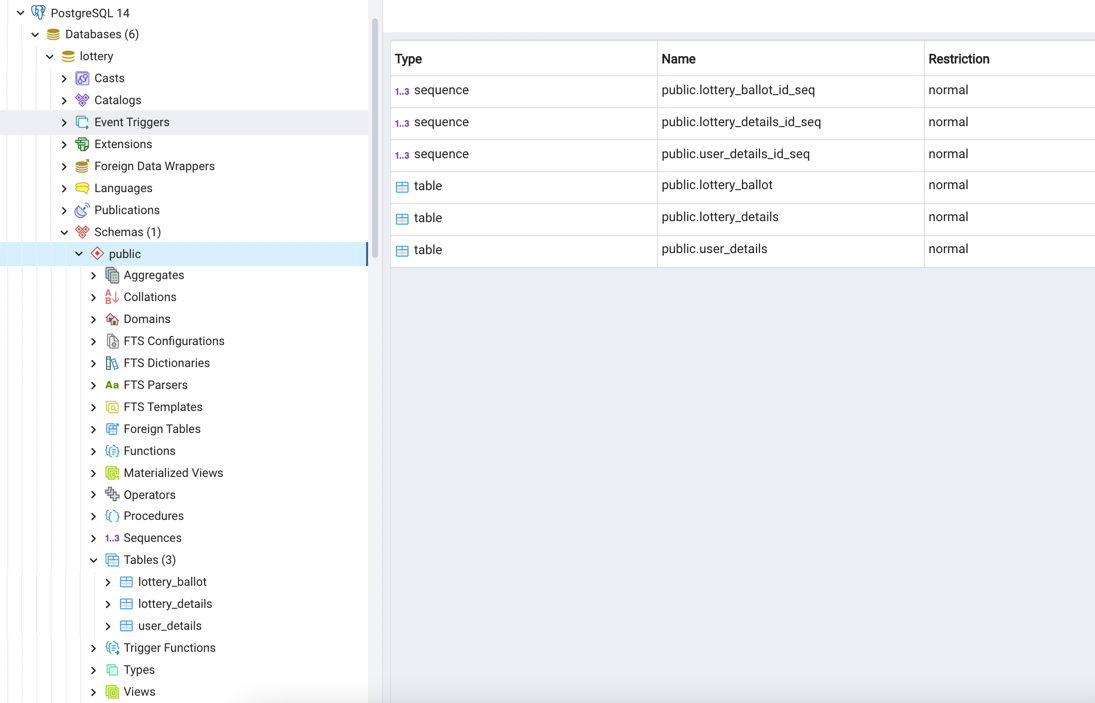 PostgreSQL 14
Databases (6)
lottery
Casts
Catalogs
Event Triggers
Extensions
Foreign Data Wrappers
Languages
Publications
Schemas (1)
public
Aggregates
Collations
Domains
FTS Configurations
FTS Dictionaries
Aa FTS Parsers
FTS Templates
Foreign Tables
Functions
Materialized Views
Operators
Procedures
1..3 Sequences
Tables (3)
lottery_ballot
lottery_details
user_details
Trigger Functions
Types
Views
Type Name Restriction
1..3 sequence public.lottery_ballot_id_seq normal
1..3 sequence public.lottery_details_id_seq normal
1..3 sequence public.user_details_id_seq normal
table public.lottery_ballot normal
table public.lottery_details normal
table public.user_details normal